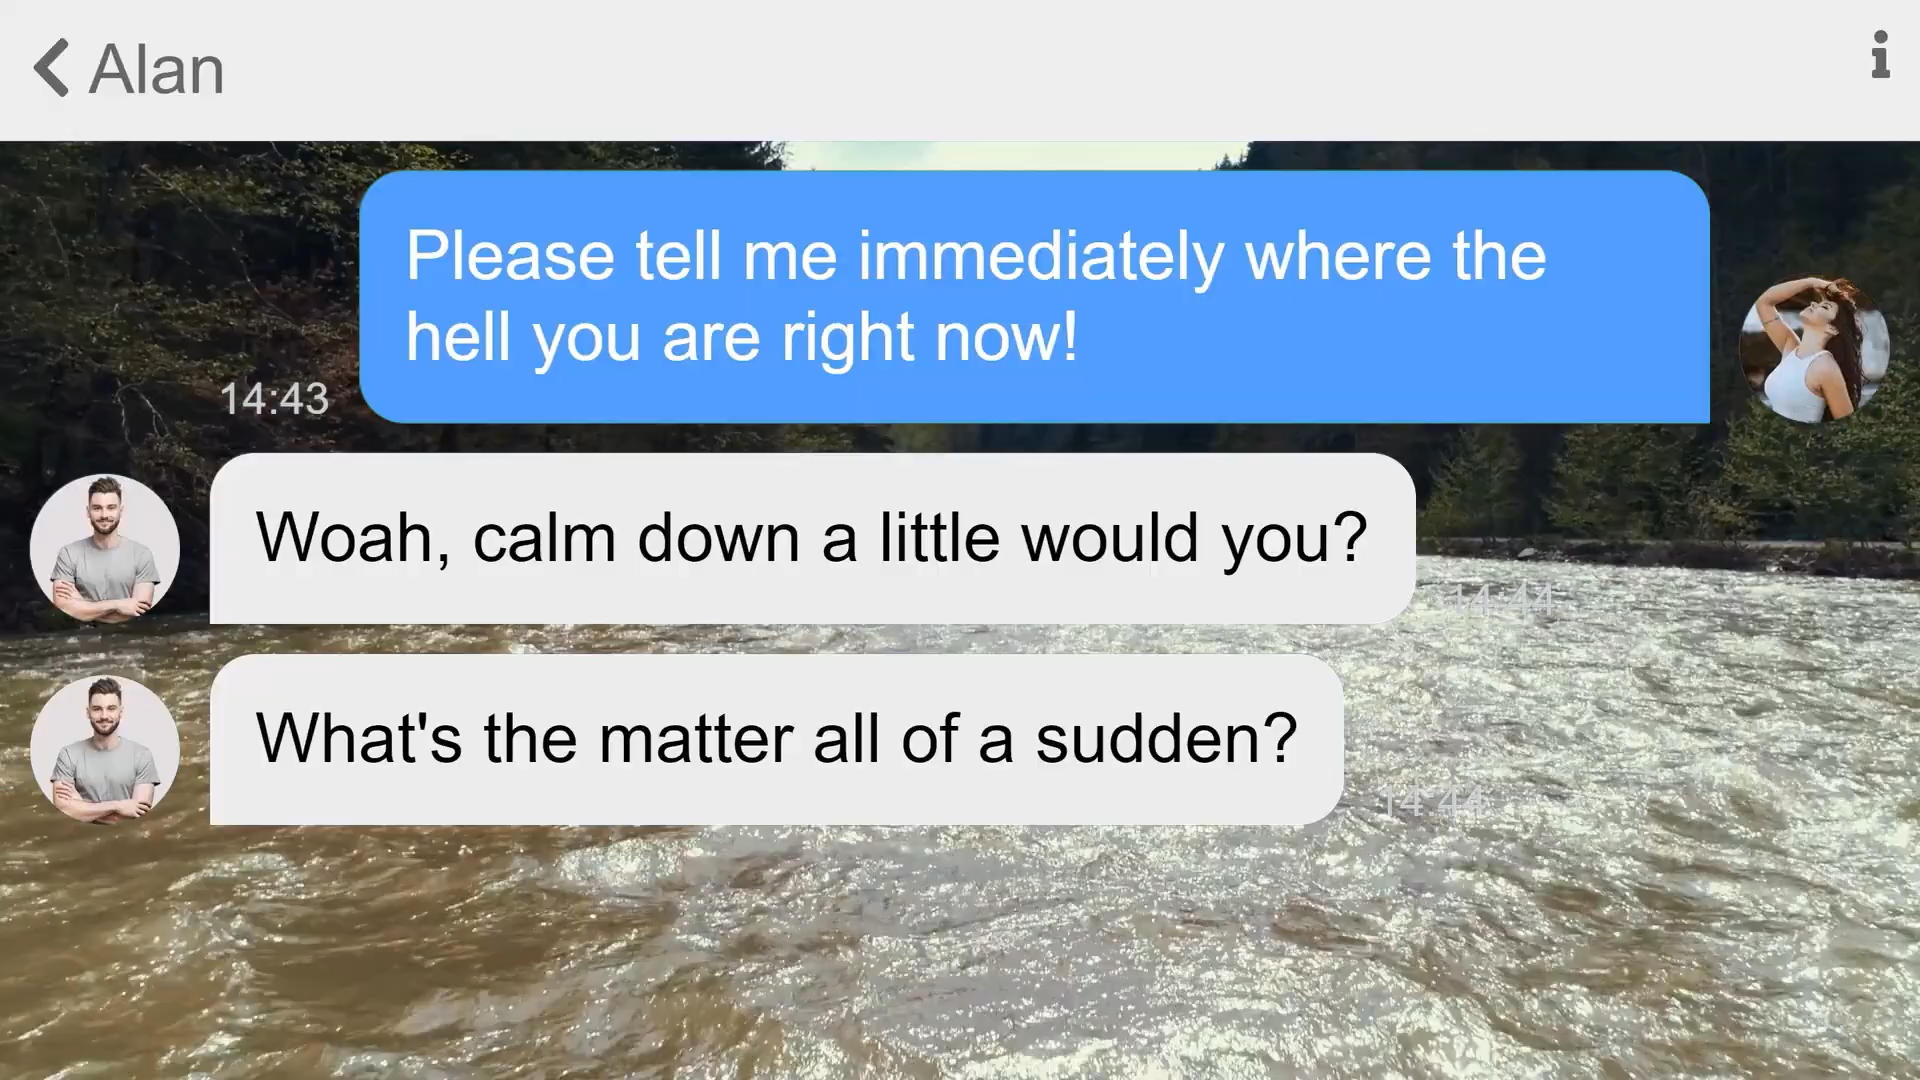 Alan
Please tell me immediately where the
hell you are right now!
14:43
Woah, calm down a little would you?
14:44
What's the matter all of a sudden?
14:44